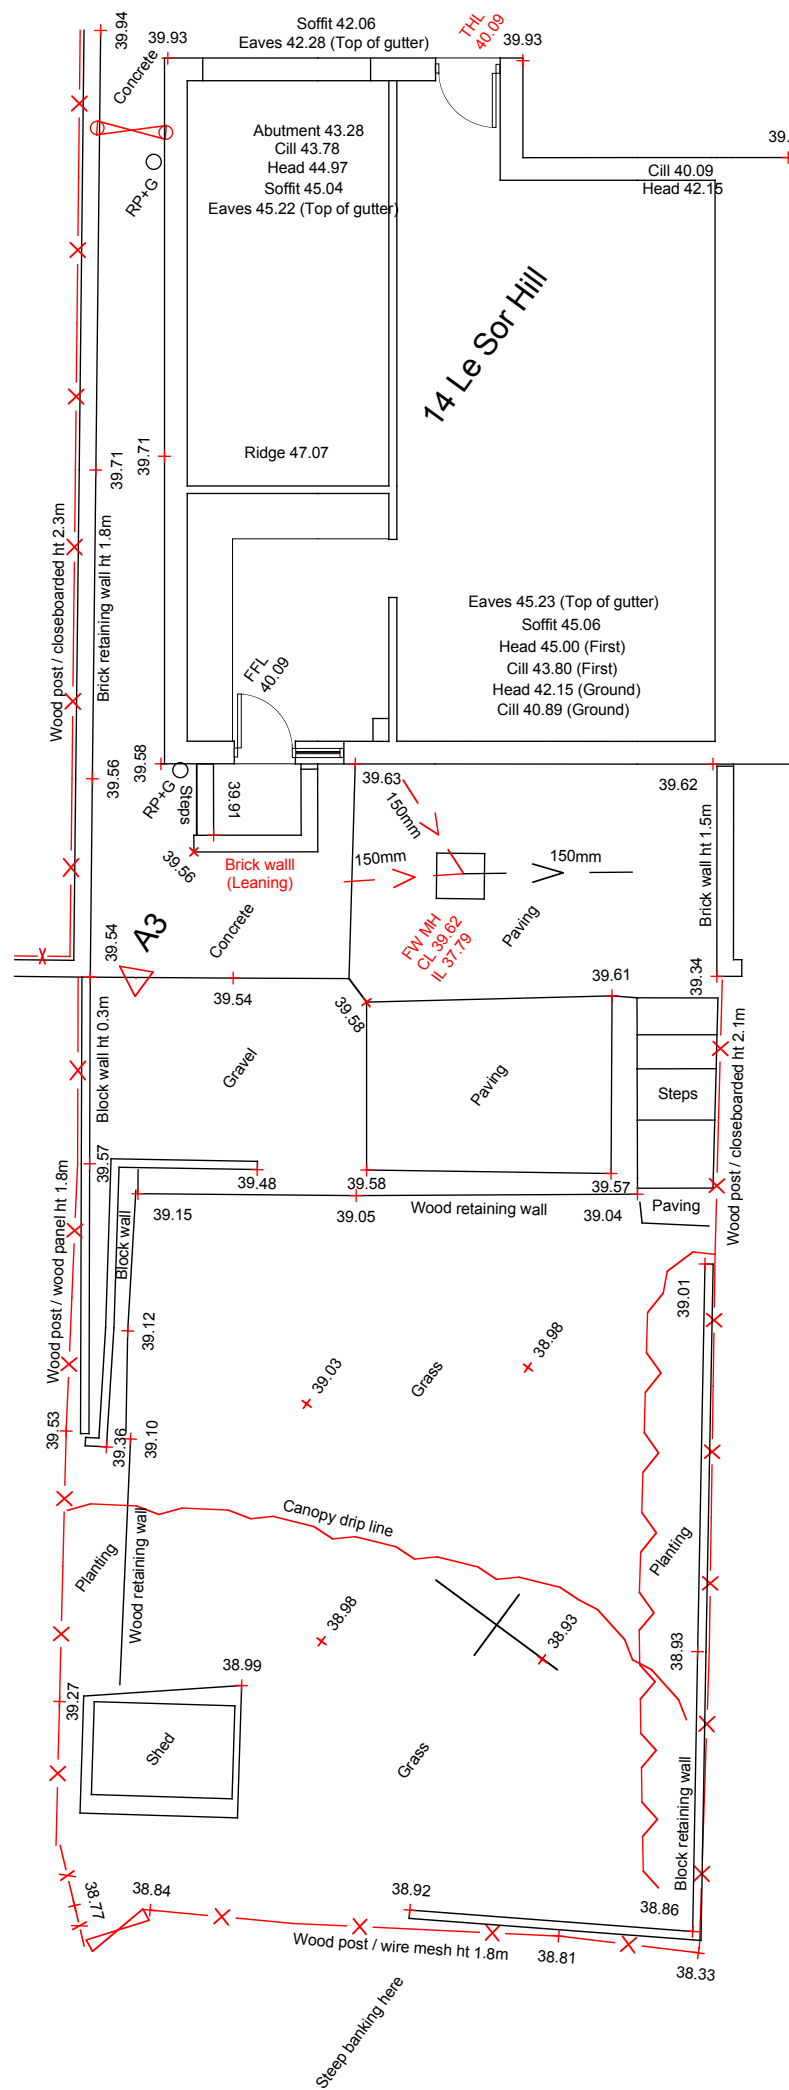 39.94
Concrete
39.93
Soffit 42.06
Eaves 42.28 (Top of gutter)
THL
40.09
39.93
39.
RP+G
Abutment 43.28
Cill 43.78
Head 44.97
Soffit 45.04
Eaves 45.22 (Top of gutter)
Cill 40.09
Head 42.15
14 Le Sor Hill
39.71
39.71
Ridge 47.07
Wood post / closeboarded ht 2.3m
Brick retaining wall ht 1.8m
Eaves 45.23 (Top of gutter)
Soffit 45.06
Head 45.00 (First)
Cill 43.80 (First)
Head 42.15 (Ground)
Cill 40.89 (Ground)
FFL
40.09
39.56
39.58
RP+G
Steps
39.91
39.63
39.62
150mm
150mm
150mm
Brick wall ht 1.5m
39.56
Brick walll
(Leaning)
39.54
A3
Concrete
FW MH
CL 39.62
IL 37.79
Paving
39.54
39.58
39.61
39.34
Block wall ht 0.3m
Gravel
Paving
Steps
Wood post / closeboarded ht 2.1m
39.57
39.48
39.58
39.57
39.15
39.05
Wood retaining wall
39.04
Paving
Block wall
Wood post / wood panel ht 1.8m
39.01
39.12
39.03
Grass
38.98
39.53
39.36
39.10
Canopy drip line
Planting
Wood retaining wall
Planting
38.98
38.93
38.93
39.27
38.99
Shed
Grass
Block retaining wall
38.77
38.84
38.92
38.86
Wood post / wire mesh ht 1.8m
38.81
38.33
Steep banking here